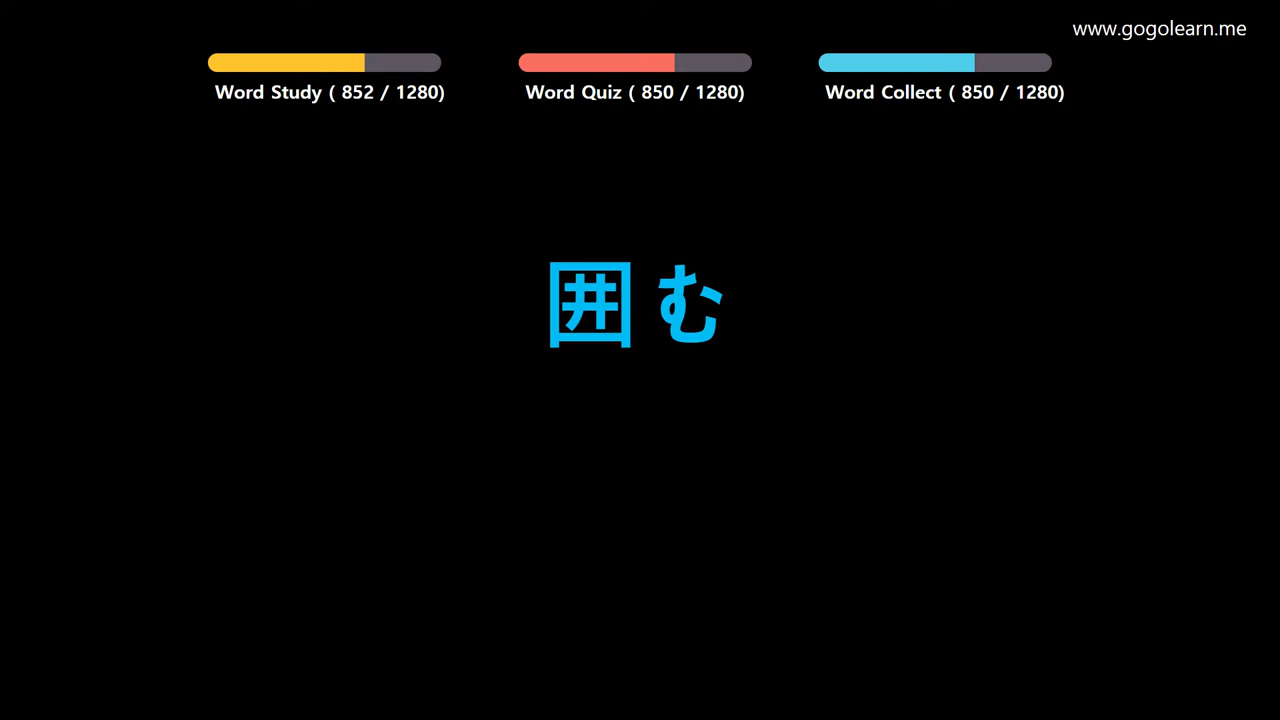 www.gogolearn.me
Word Study ( 852 / 1280)
Word Quiz ( 850 / 1280)
Word Collect ( 850 / 1280)
囲む